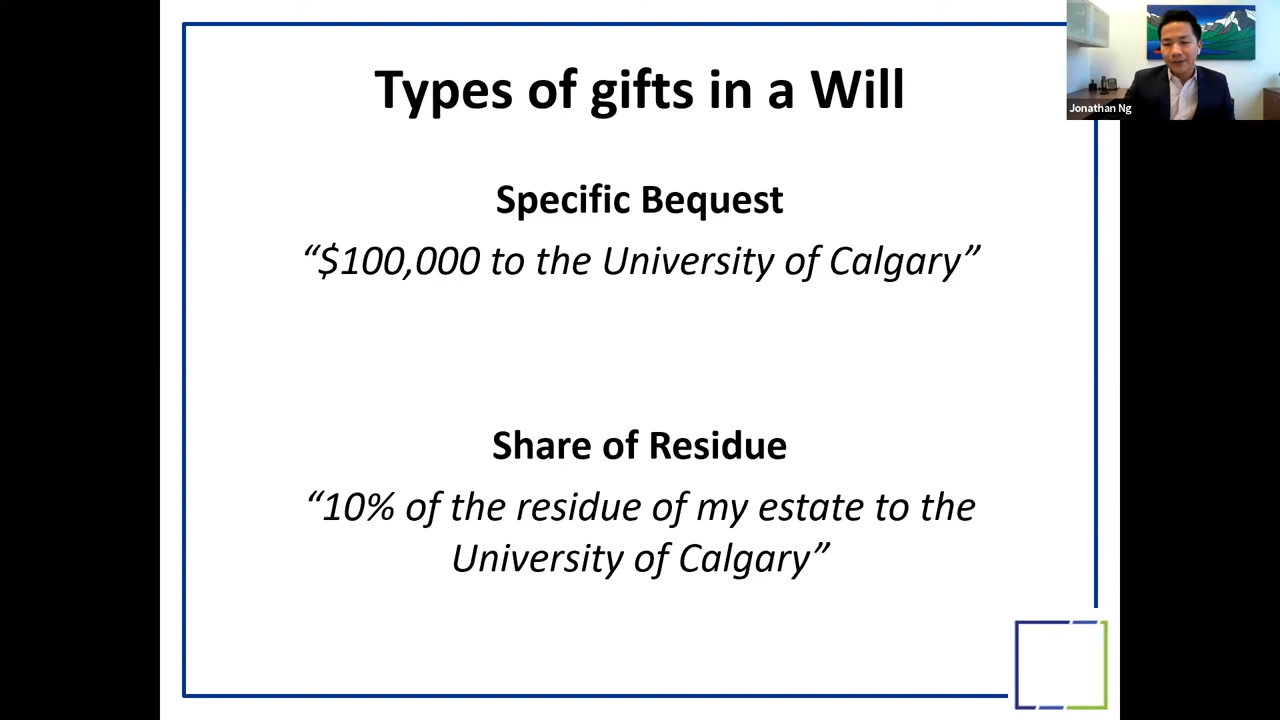 Types of gifts in a Will
Jonathan Ng
Specific Bequest
“$100,000 to the University of Calgary”
Share of Residue
“10% of the residue of my estate to the
University of Calgary”